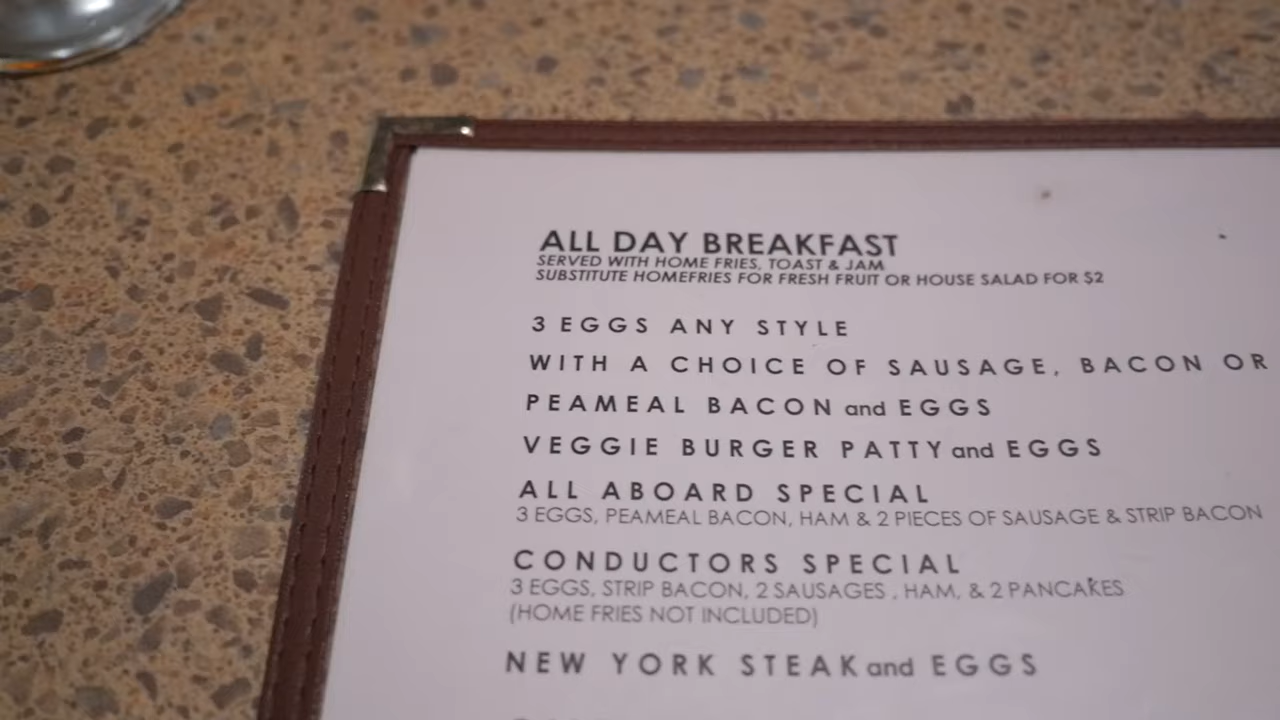 ALL DAY BREAKFAST
SERVED WITH HOME FRIES, TOAST & JAM
SUBSTITUTE HOMEFRIES FOR FRESH FRUIT OR HOUSE SALAD FOR $2
3 EGGS ANY STYLE
WITH A CHOICE OF SAUSAGE, BACON OR
PEAMEAL BACON and EGGS
VEGGIE BURGER PATTY and EGGS
ALL ABOARD SPECIAL
3 EGGS, PEAMEAL BACON, HAM & 2 PIECES OF SAUSAGE & STRIP BACON
CONDUCTORS SPECIAL
3 EGGS, STRIP BACON, 2 SAUSAGES , HAM, & 2 PANCAKES
(HOME FRIES NOT INCLUDED)
NEW YORK STEAK and EGGS